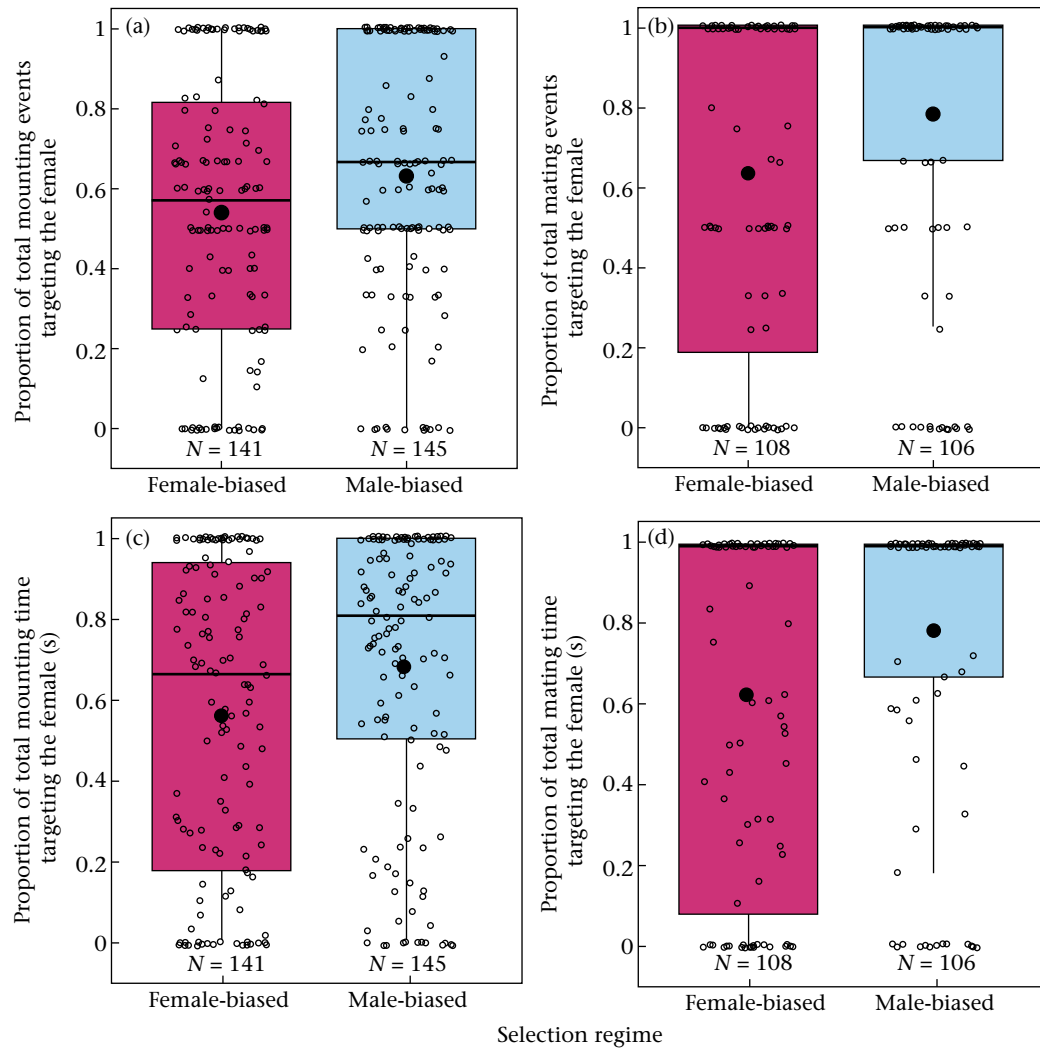 Proportion of total mounting events
targeting the female
(a)
1
0.8
0.6
0.4
0.2
0
N = 141
N = 145
Female-biased
Male-biased
Proportion of total mating events
targeting the female
(b)
1
0.8
0.6
0.4
0.2
0
N = 108
N = 106
Female-biased
Male-biased
Proportion of total mounting time
targeting the female (s)
(c)
1
0.8
0.6
0.4
0.2
0
N = 141
N = 145
Female-biased
Male-biased
Proportion of total mating time
targeting the female (s)
(d)
1
0.8
0.6
0.4
0.2
0
N = 108
N = 106
Female-biased
Male-biased
Selection regime